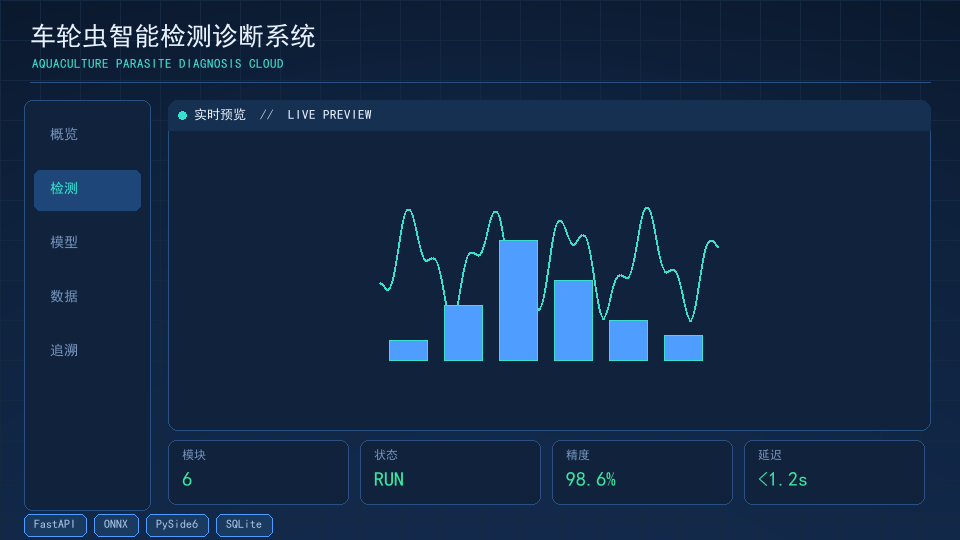 车轮虫智能检测诊断系统
AQUACULTURE PARASITE DIAGNOSIS CLOUD
概览
检测
模型
数据
追溯
实时预览 // LIVE PREVIEW
模块
6
状态
RUN
精度
98.6%
延迟
<1.2s
FastAPI
ONNX
PySide6
SQLite